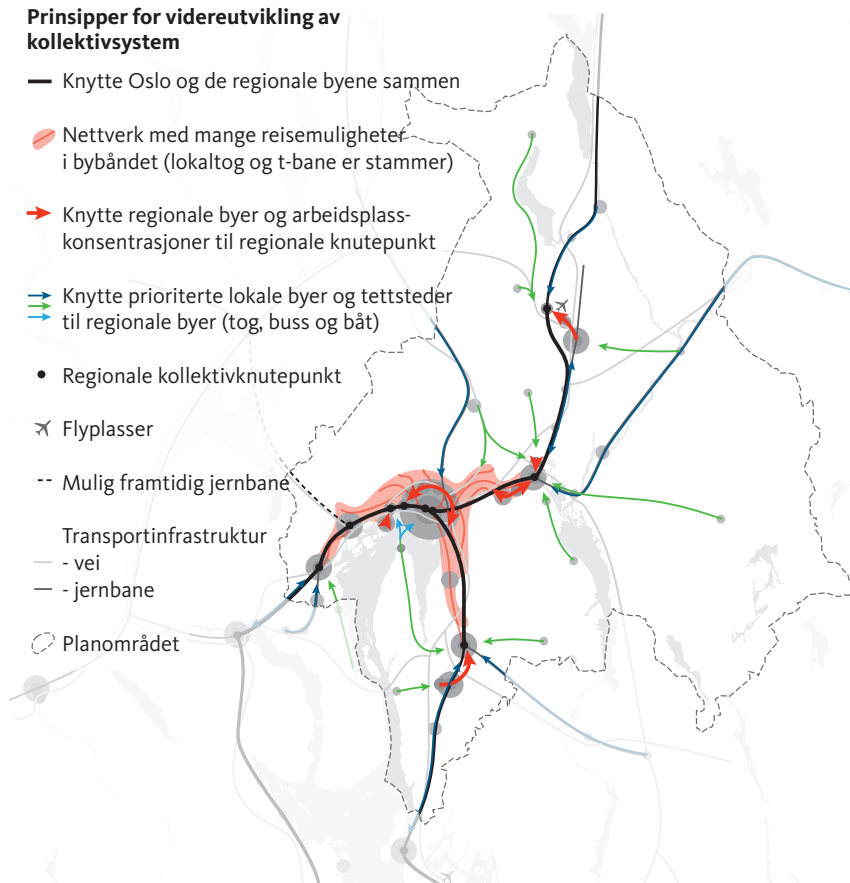 Prinsipper for videreutvikling av
kollektivsystem
Knytte Oslo og de regionale byene sammen
Nettverk med mange reisemuligheter
i bybåndet (lokaltog og t-bane er stammer)
Knytte regionale byer og arbeidsplass-
konsentrasjoner til regionale knutepunkt
Knytte prioriterte lokale byer og tettsteder
til regionale byer (tog, buss og båt)
Regionale kollektivknutepunkt
Flyplasser
Mulig framtidig jernbane
Transportinfrastruktur
- vei
- jernbane
Planområdet